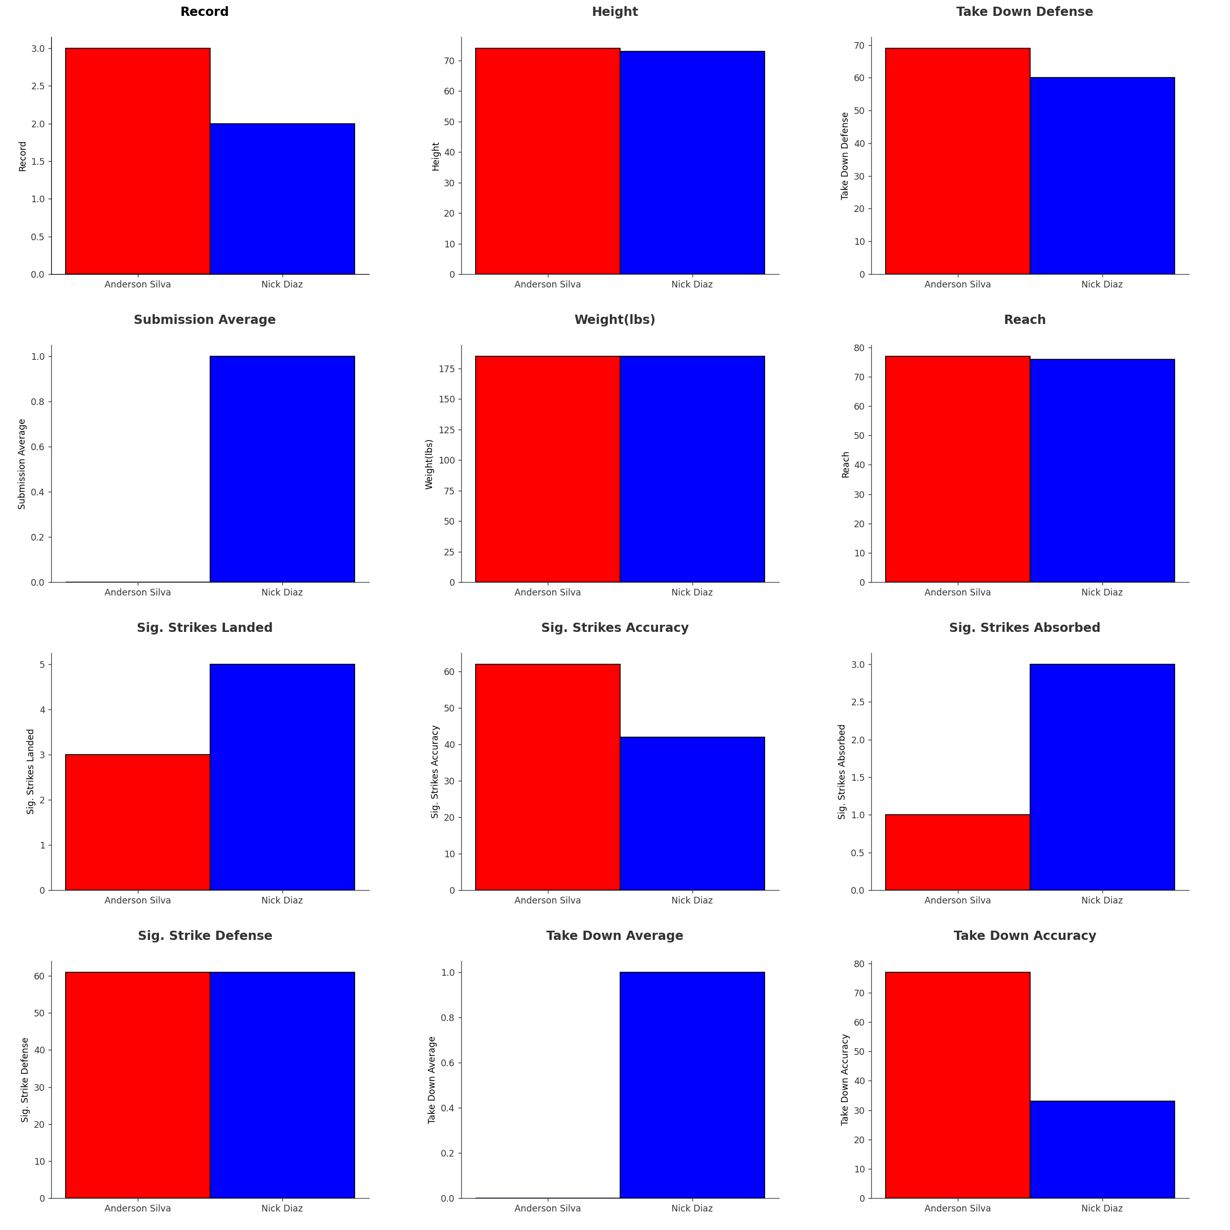 Record
Height
Take Down Defense
3.0
2.5
2.0
1.5
1.0
0.5
0.0
Record
Anderson Silva Nick Diaz
70
60
50
40
30
20
10
0
Height
Anderson Silva Nick Diaz
70
60
50
40
30
20
10
0
Take Down Defense
Anderson Silva Nick Diaz
Submission Average
Weight(lbs)
Reach
1.0
0.8
0.6
0.4
0.2
0.0
Submission Average
Anderson Silva Nick Diaz
175
150
125
100
75
50
25
0
Weight(lbs)
Anderson Silva Nick Diaz
80
70
60
50
40
30
20
10
0
Reach
Anderson Silva Nick Diaz
Sig. Strikes Landed
Sig. Strikes Accuracy
Sig. Strikes Absorbed
5
4
3
2
1
0
Sig. Strikes Landed
Anderson Silva Nick Diaz
60
50
40
30
20
10
0
Sig. Strikes Accuracy
Anderson Silva Nick Diaz
3.0
2.5
2.0
1.5
1.0
0.5
0.0
Sig. Strikes Absorbed
Anderson Silva Nick Diaz
Sig. Strike Defense
Take Down Average
Take Down Accuracy
60
50
40
30
20
10
0
Sig. Strike Defense
Anderson Silva Nick Diaz
1.0
0.8
0.6
0.4
0.2
0.0
Take Down Average
Anderson Silva Nick Diaz
80
70
60
50
40
30
20
10
0
Take Down Accuracy
Anderson Silva Nick Diaz